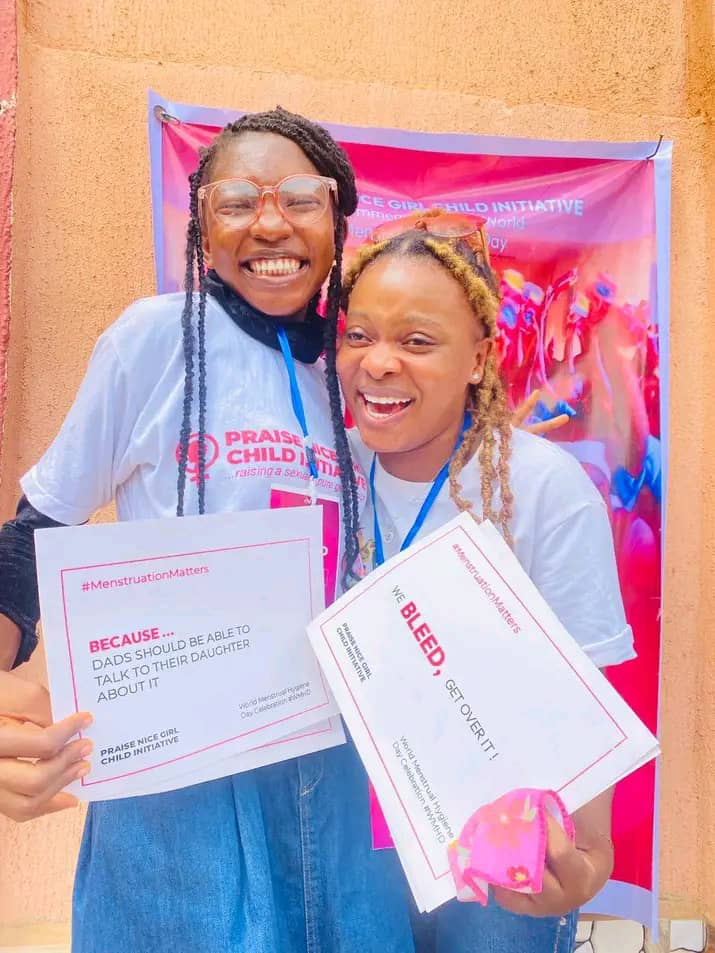 GIRL CHILD INITIATIVE
World
PRAISE NICE
CHILD
...raising a
#MenstruationMatters
BECAUSE ...
DADS SHOULD BE ABLE TO
TALK TO THEIR DAUGHTER
ABOUT IT
World Menstrual Hygiene
Day Celebration #WMHD
PRAISE NICE GIRL
CHILD INITIATIVE
#MenstruationMatters
WE BLEED, GET OVER IT !
PRAISE NICE GIRL
CHILD INITIATIVE
World Menstrual Hygiene
Day Celebration #WMHD